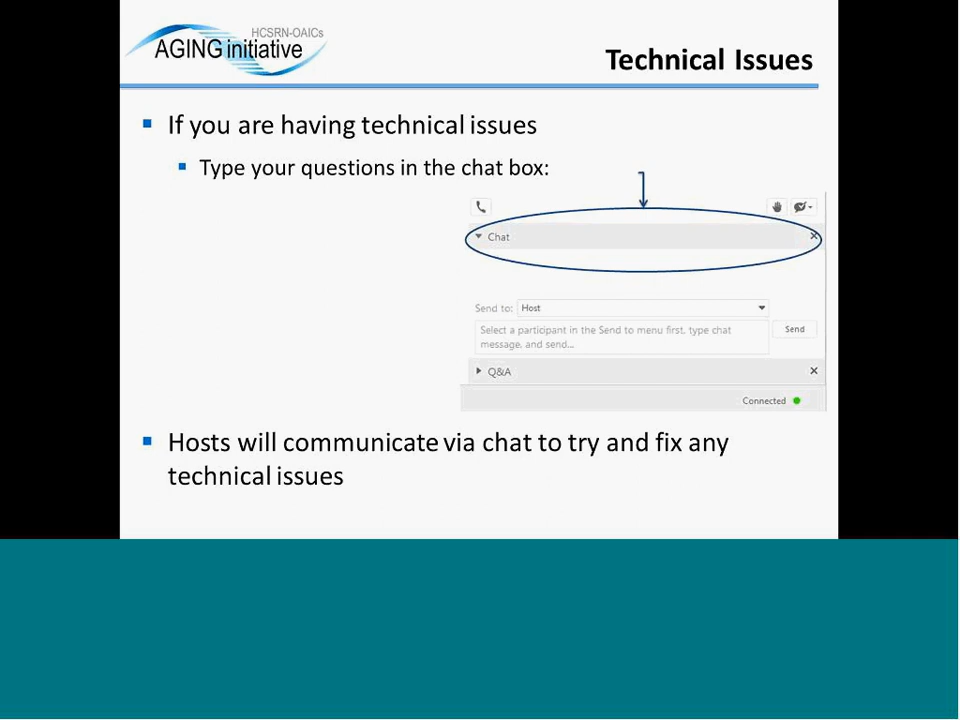 HCSRN-OAICs
AGING initiative
Technical Issues
If you are having technical issues
Type your questions in the chat box:
Chat
Send to: Host
Select a participant in the Send to menu first, type chat
message, and send...
Send
Q&A
Connected
Hosts will communicate via chat to try and fix any
technical issues